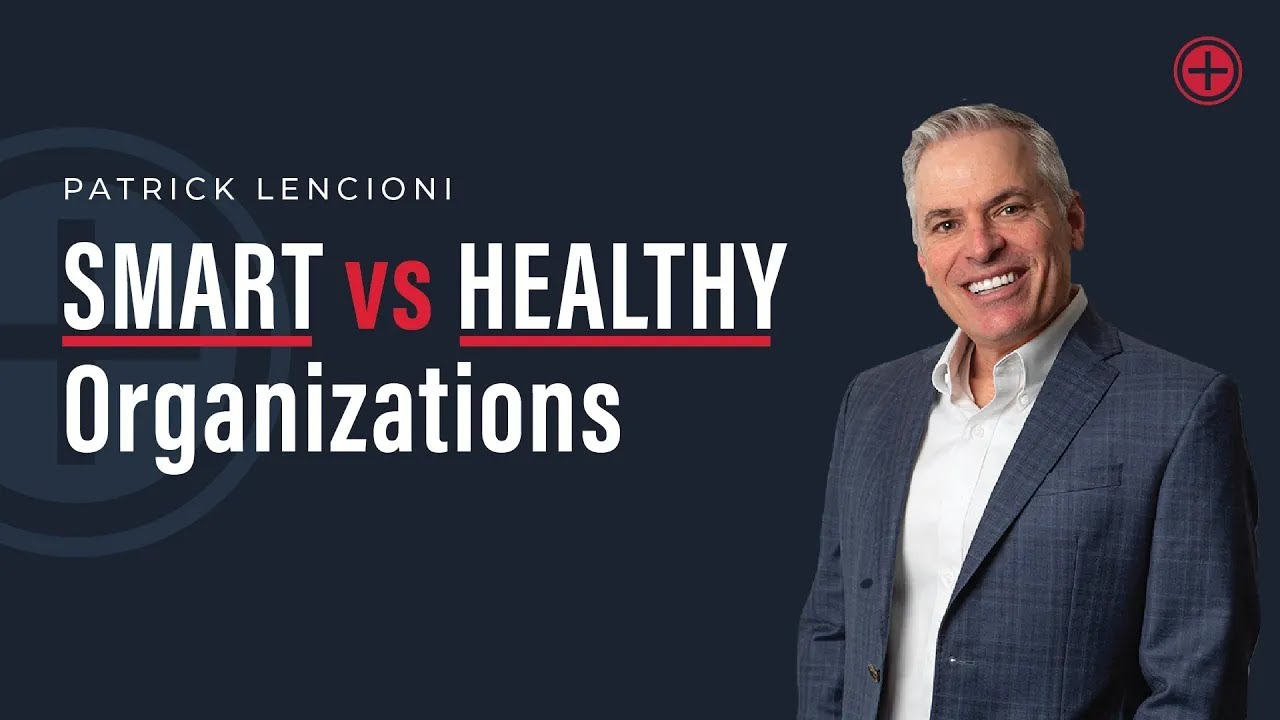 PATRICK LENCIONI
SMART vs HEALTHY
Organizations